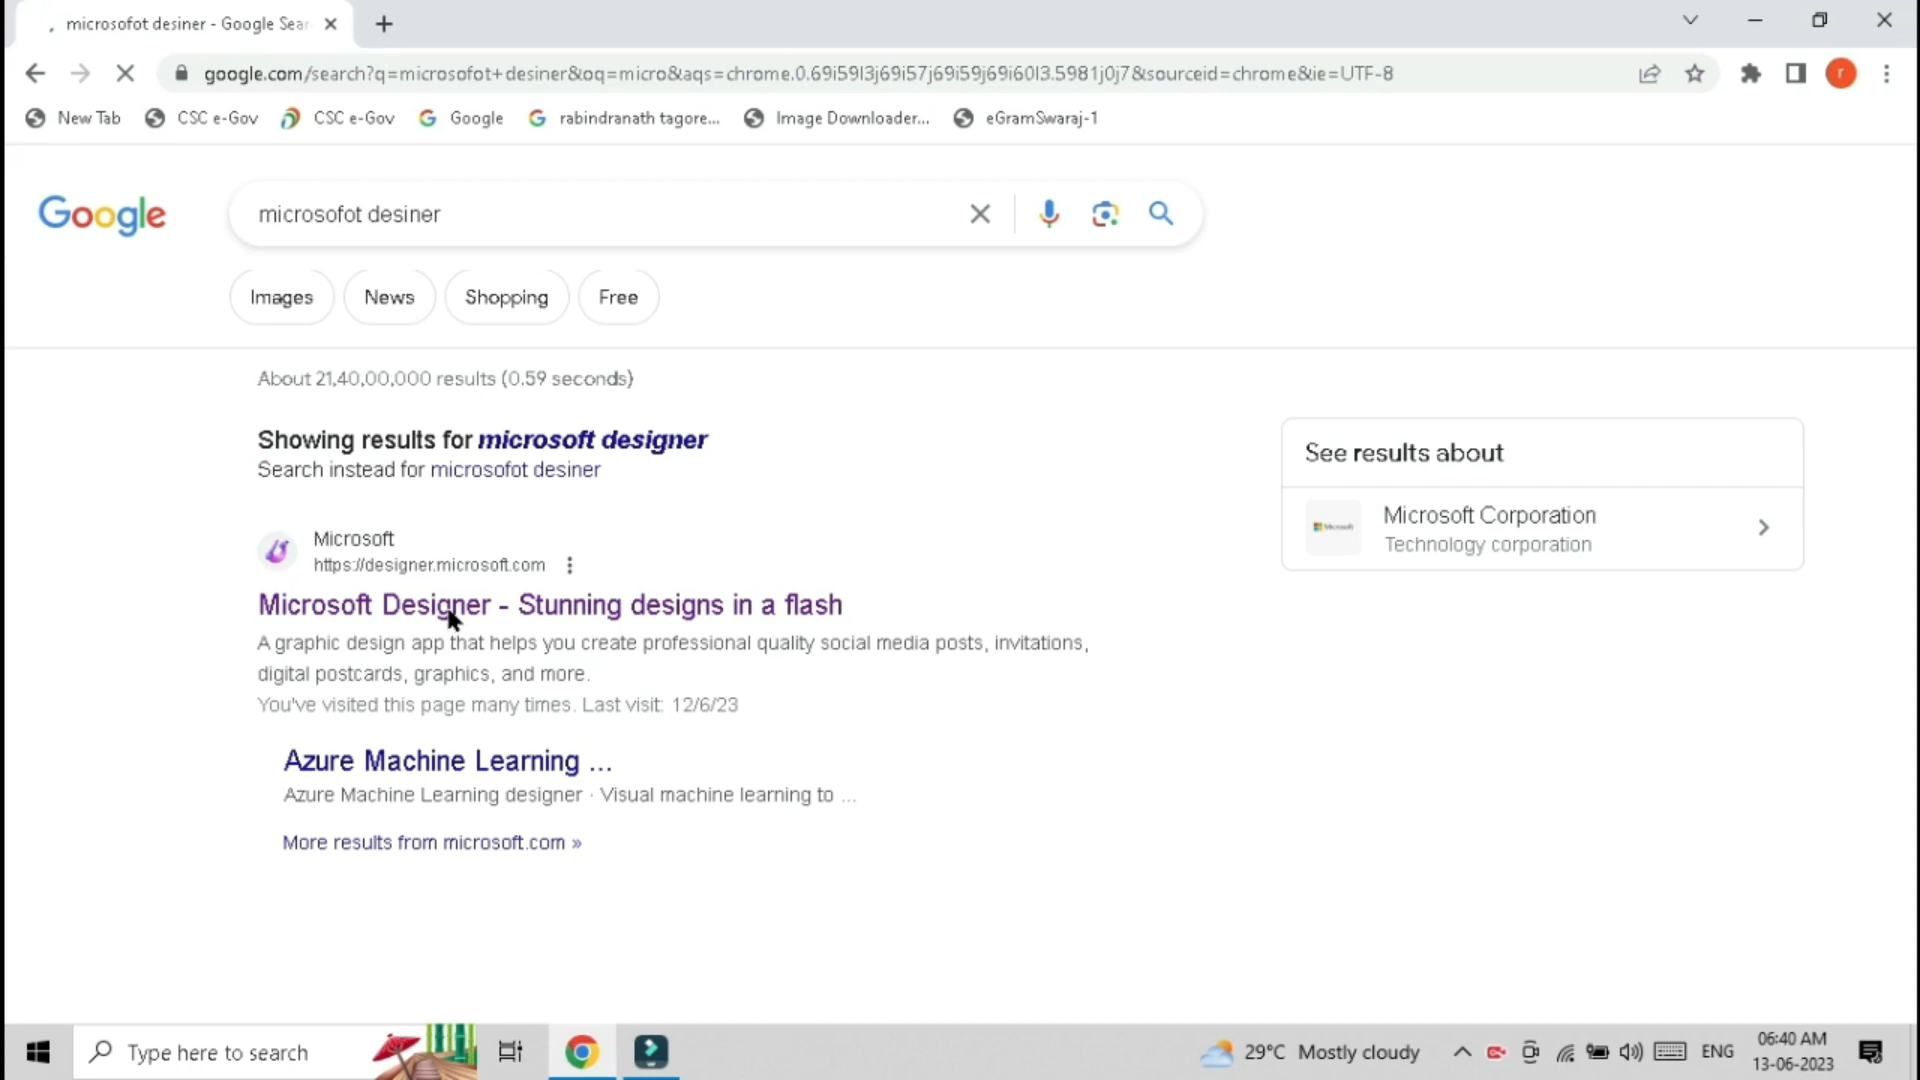 microsofot desiner - Google Sear
google.com/search?q=microsofot+desiner&oq=micro&aqs=chrome.0.69i59l3j69i57j69i59j69i60l3.5981j0j7&sourceid=chrome&ie=UTF-8
r
New Tab
CSC e-Gov
CSC e-Gov
Google
rabindranath tagore...
Image Downloader...
eGramSwaraj-1
Google
microsofot desiner
Images
News
Shopping
Free
About 21,40,00,000 results (0.59 seconds)
Showing results for microsoft designer
Search instead for microsofot desiner
See results about
Microsoft
Microsoft Corporation
Technology corporation
Microsoft
https://designer.microsoft.com
Microsoft Designer - Stunning designs in a flash
A graphic design app that helps you create professional quality social media posts, invitations,
digital postcards, graphics, and more.
You've visited this page many times. Last visit: 12/6/23
Azure Machine Learning ...
Azure Machine Learning designer · Visual machine learning to ...
More results from microsoft.com »
Type here to search
29°C Mostly cloudy
ENG
06:40 AM
13-06-2023